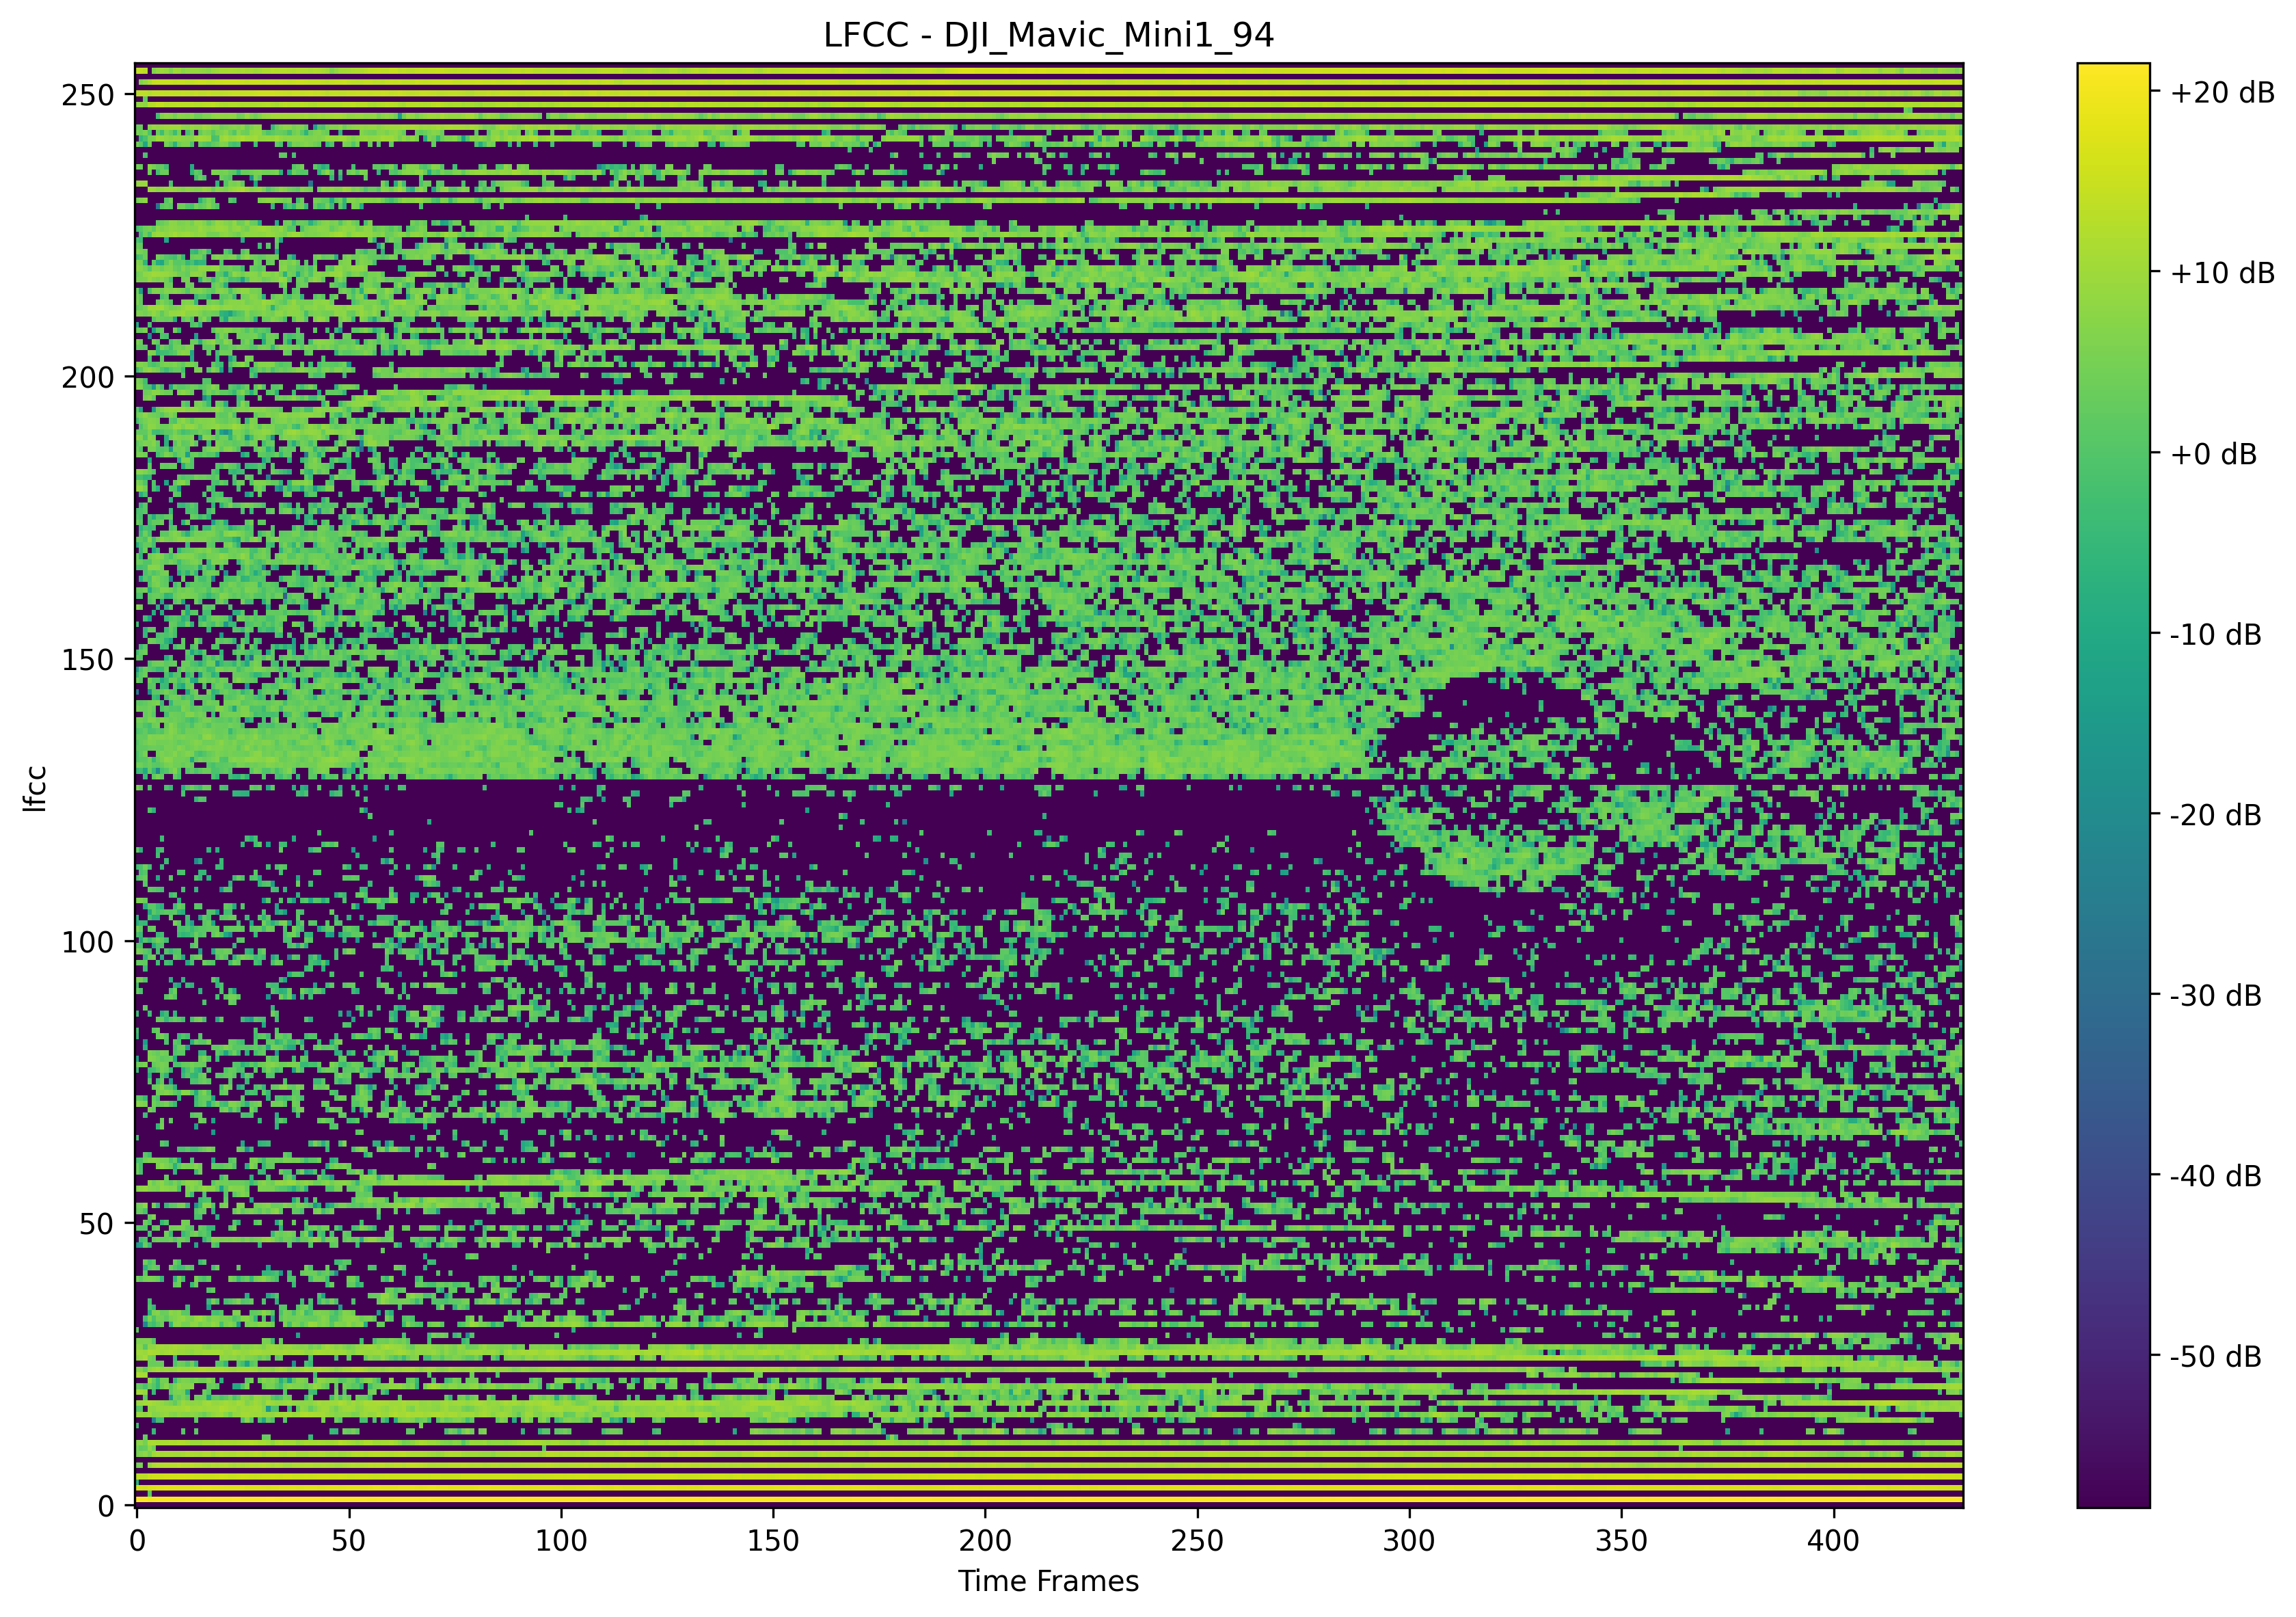 LFCC - DJI_Mavic_Mini1_94
250
200
150
100
50
0
lfcc
0 50 100 150 200 250 300 350 400
Time Frames
+20 dB
+10 dB
+0 dB
-10 dB
-20 dB
-30 dB
-40 dB
-50 dB